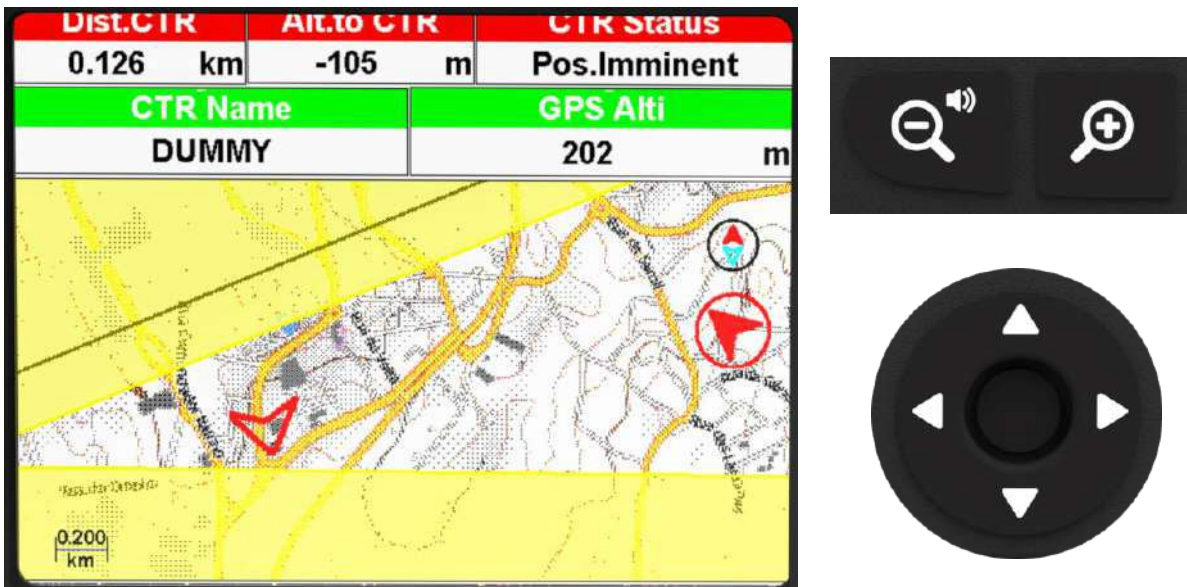 Dist.CTR Alt.to CTR CTR Status
0.126 km -105 m Pos.Imminent
CTR Name GPS Alti
DUMMY 202 m
0.200
km